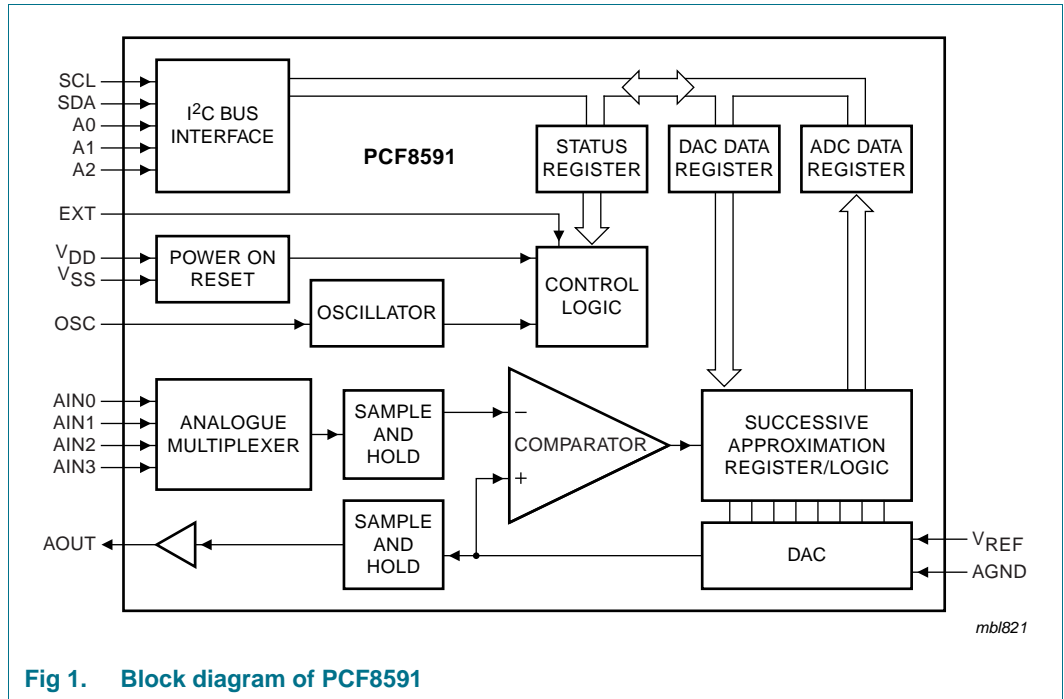 SCL
SDA
A0
A1
A2
I2C BUS
INTERFACE
PCF8591
STATUS
REGISTER
DAC DATA
REGISTER
ADC DATA
REGISTER
EXT
VDD
VSS
POWER ON
RESET
OSC
OSCILLATOR
CONTROL
LOGIC
AIN0
AIN1
AIN2
AIN3
ANALOGUE
MULTIPLEXER
SAMPLE
AND
HOLD
−
COMPARATOR
+
SUCCESSIVE
APPROXIMATION
REGISTER/LOGIC
AOUT
SAMPLE
AND
HOLD
DAC
VREF
AGND
mbl821
Fig 1. Block diagram of PCF8591